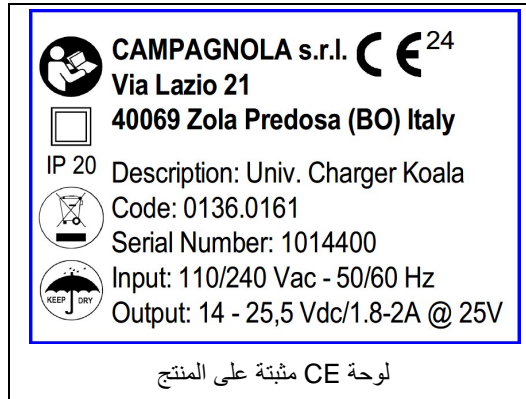 CAMPAGNOLA s.r.l. CE 24
Via Lazio 21
40069 Zola Predosa (BO) Italy
IP 20
Description: Univ. Charger Koala
Code: 0136.0161
Serial Number: 1014400
KEEP DRY
Input: 110/240 Vac - 50/60 Hz
Output: 14 - 25,5 Vdc/1.8-2A @ 25V
لوحة CE مثبتة على المنتج